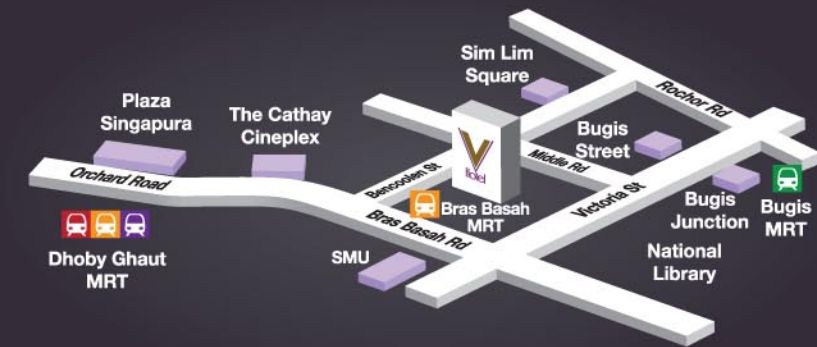 Sim Lim
Square
Rochor Rd
Plaza
Singapura
The Cathay
Cineplex
V
Hotel
Bugis
Street
Middle Rd
Bencoolen St
Orchard Road
Victoria St
Bras Basah
MRT
Bras Basah Rd
Bugis
Junction
Bugis
MRT
Dhoby Ghaut
MRT
SMU
National
Library